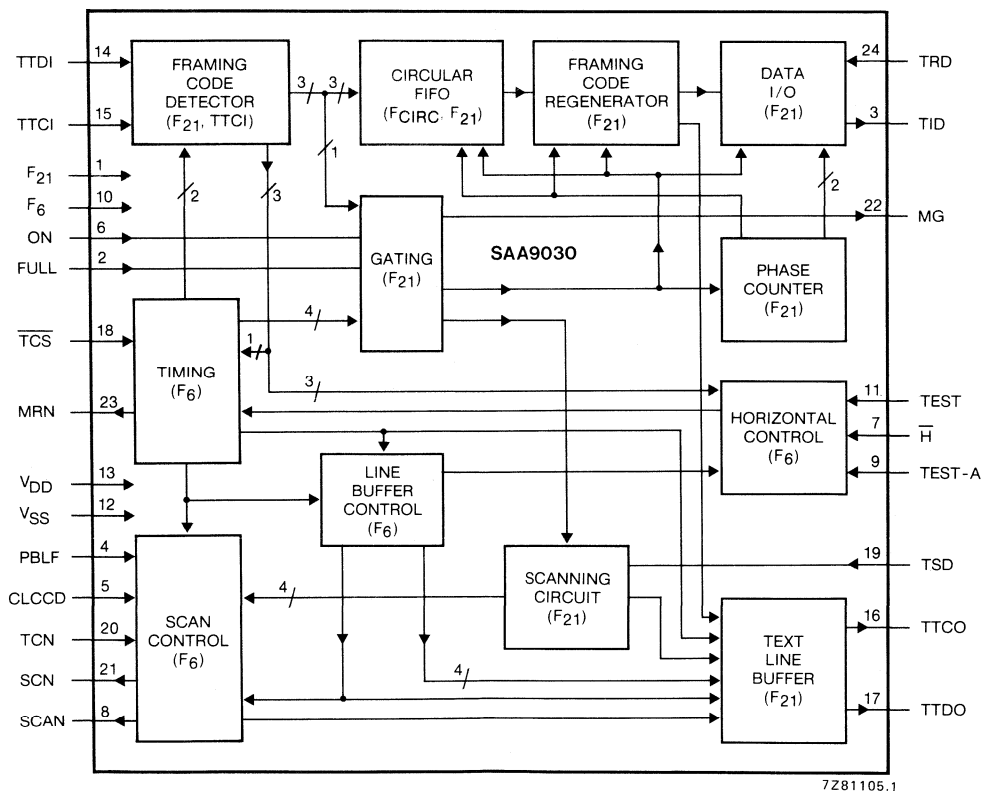 TTDI 14
TTCI 15
F21 1
F6 10
ON 6
FULL 2
TCS 18
MRN 23
VDD 13
VSS 12
PBLF 4
CLCCD 5
TCN 20
SCN 21
SCAN 8
FRAMING
CODE
DETECTOR
(F21, TTCI)
3
3
1
2
3
CIRCULAR
FIFO
(FCIRC, F21)
FRAMING
CODE
REGENERATOR
(F21)
DATA
I/O
(F21)
2
24 TRD
3 TID
22 MG
GATING
(F21)
SAA9030
PHASE
COUNTER
(F21)
TIMING
(F6)
4
1
3
HORIZONTAL
CONTROL
(F6)
11 TEST
7 H
9 TEST-A
LINE
BUFFER
CONTROL
(F6)
SCAN
CONTROL
(F6)
4
SCANNING
CIRCUIT
(F21)
19 TSD
4
TEXT
LINE
BUFFER
(F21)
16 TTCO
17 TTDO
7Z81105.1